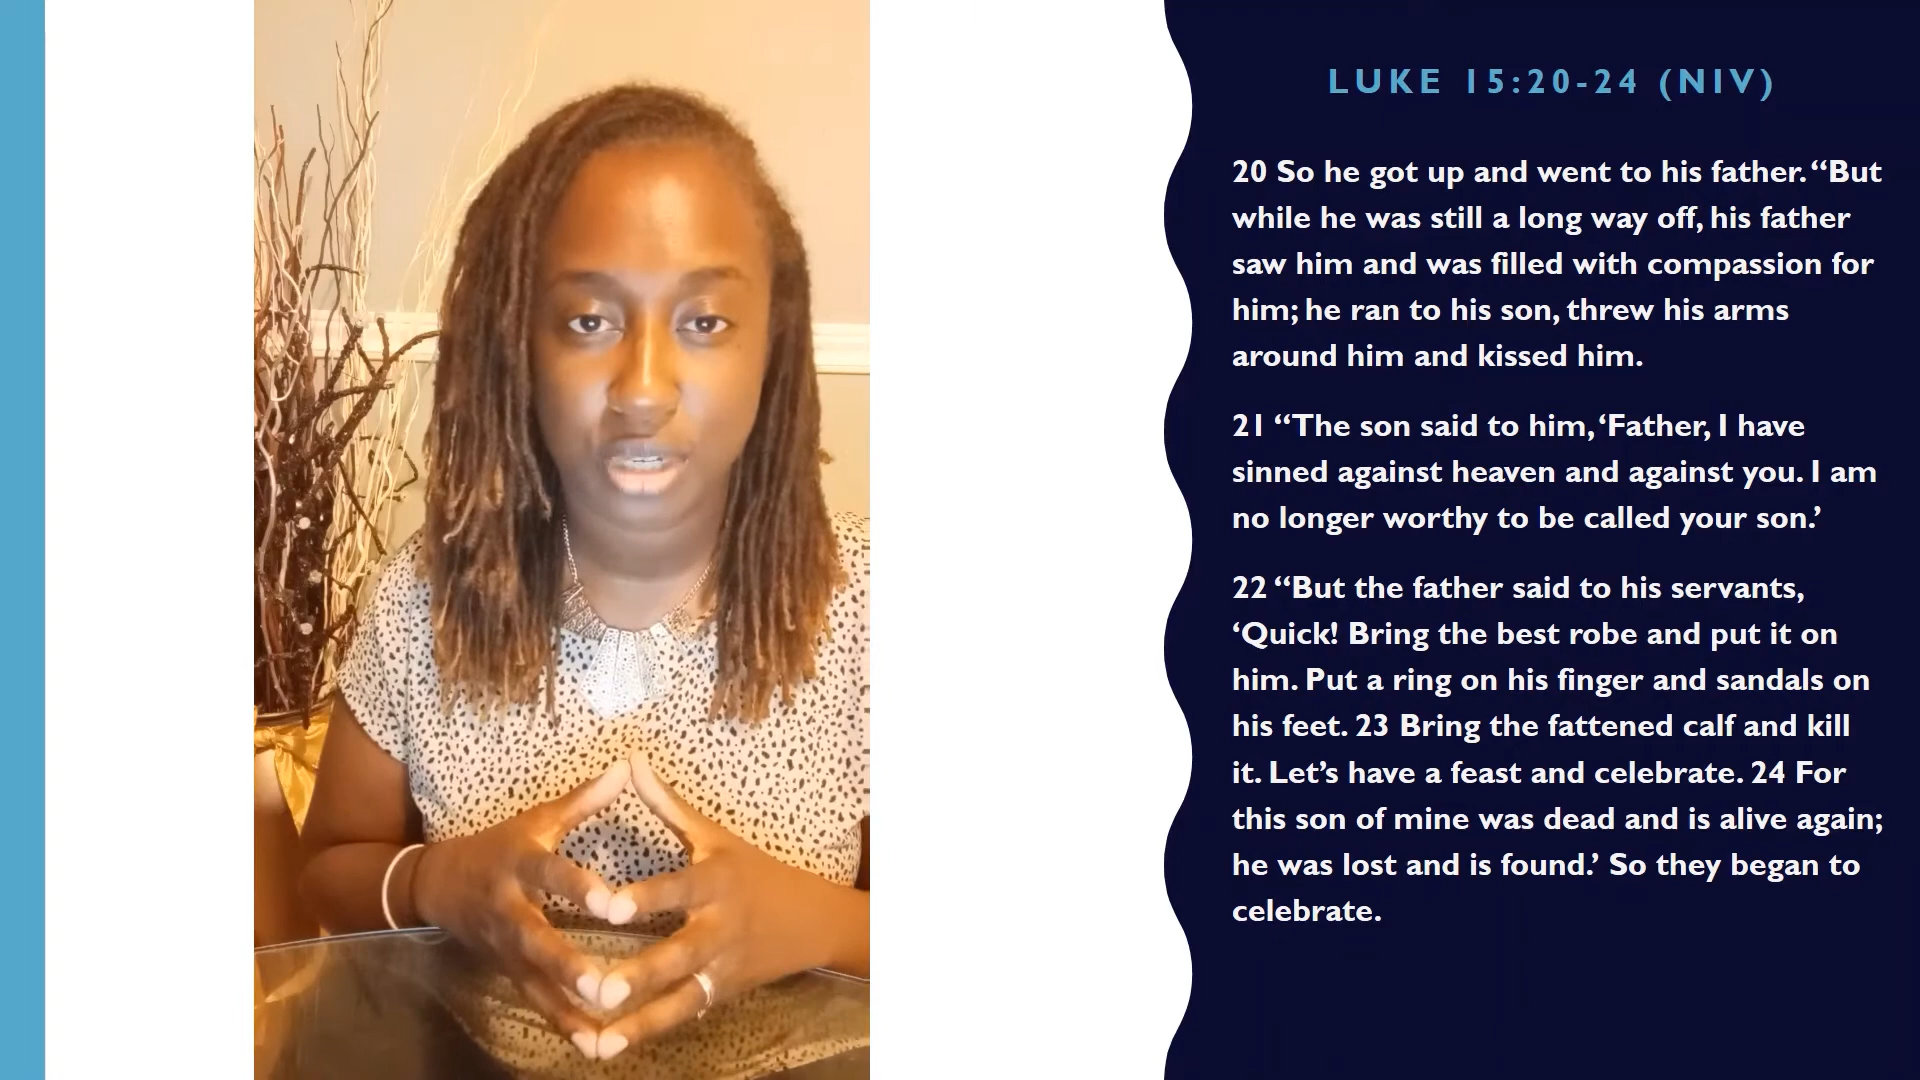 LUKE 15:20-24 (NIV)
20 So he got up and went to his father. “But
while he was still a long way off, his father
saw him and was filled with compassion for
him; he ran to his son, threw his arms
around him and kissed him.
21 “The son said to him, ‘Father, I have
sinned against heaven and against you. I am
no longer worthy to be called your son.’
22 “But the father said to his servants,
‘Quick! Bring the best robe and put it on
him. Put a ring on his finger and sandals on
his feet. 23 Bring the fattened calf and kill
it. Let’s have a feast and celebrate. 24 For
this son of mine was dead and is alive again;
he was lost and is found.’ So they began to
celebrate.